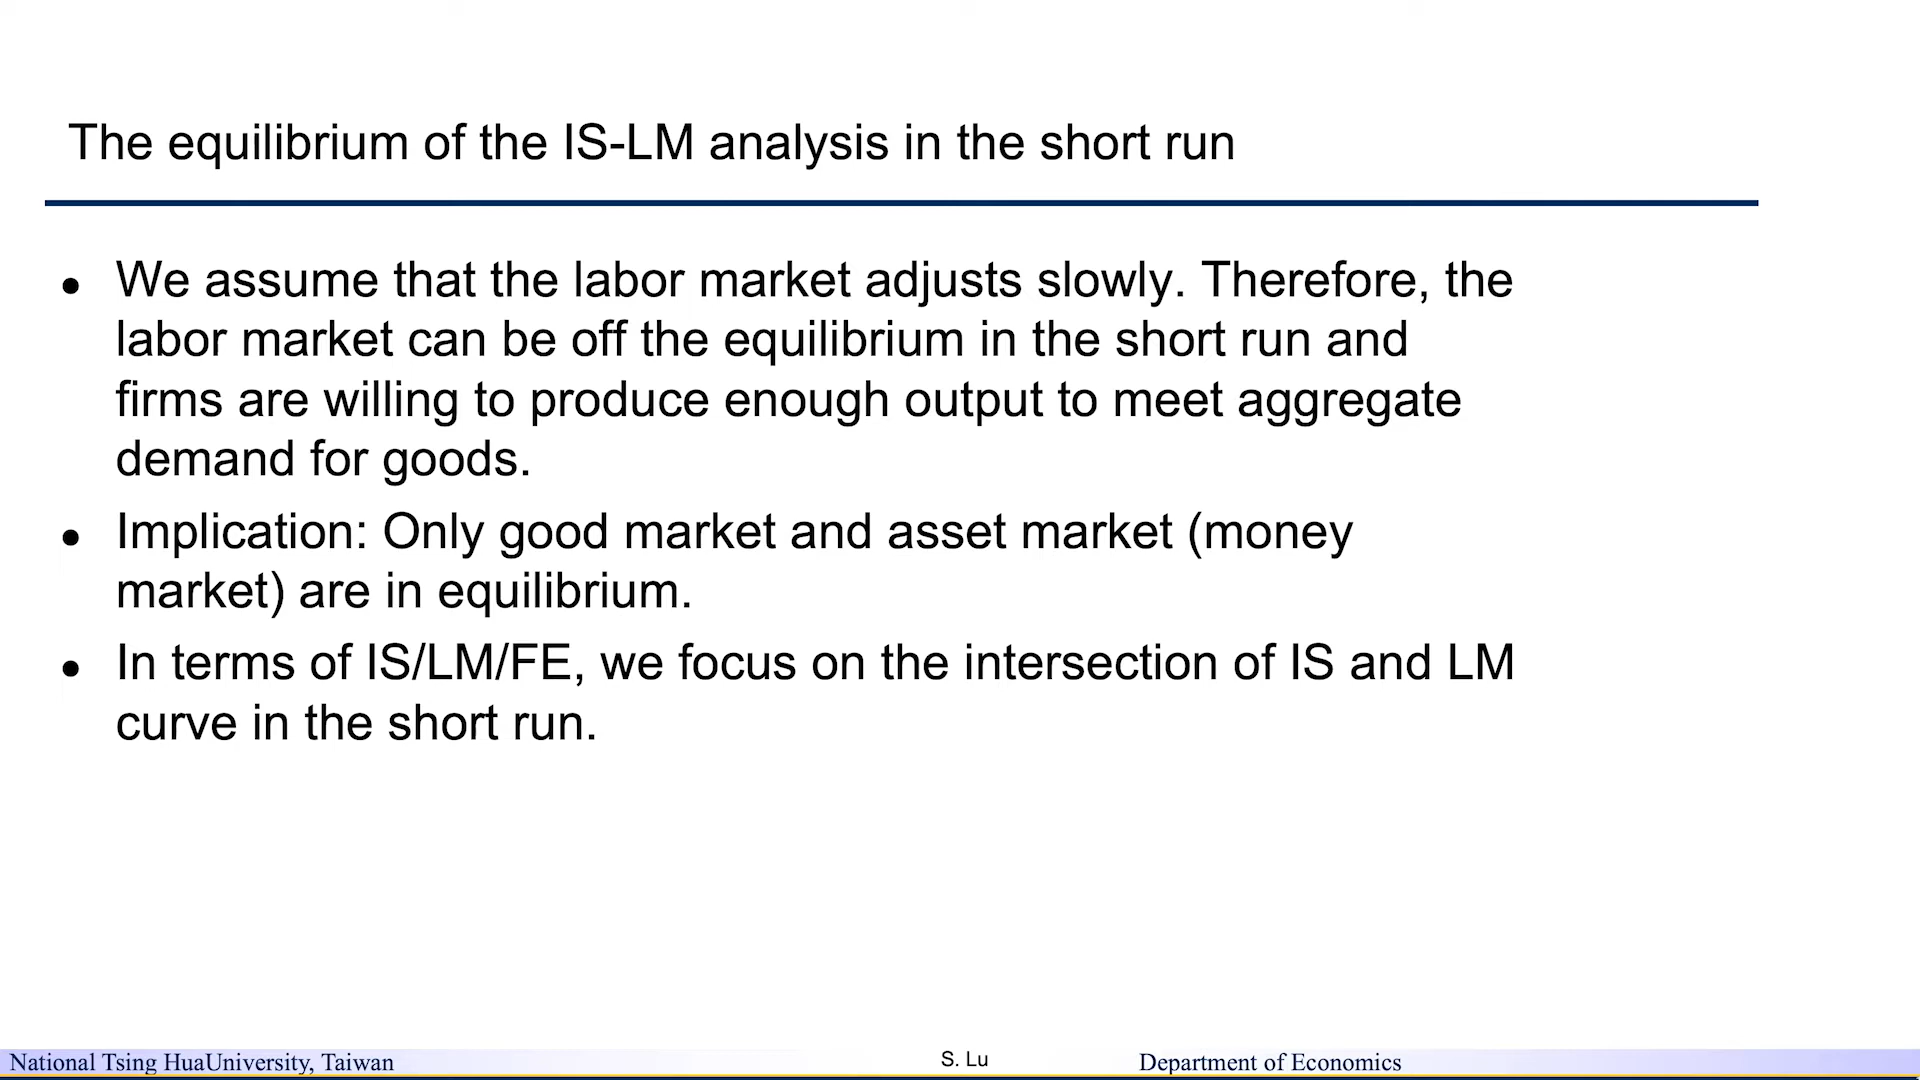 The equilibrium of the IS-LM analysis in the short run
• We assume that the labor market adjusts slowly. Therefore, the
labor market can be off the equilibrium in the short run and
firms are willing to produce enough output to meet aggregate
demand for goods.
• Implication: Only good market and asset market (money
market) are in equilibrium.
• In terms of IS/LM/FE, we focus on the intersection of IS and LM
curve in the short run.
National Tsing HuaUniversity, Taiwan
S. Lu
Department of Economics